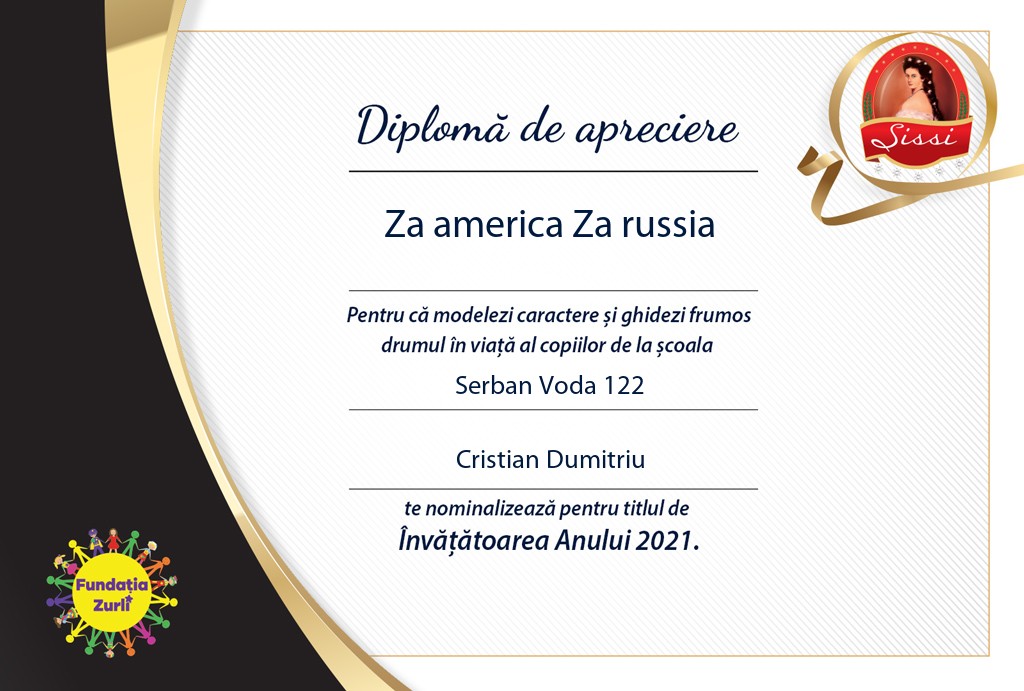 Diplomă de apreciere
Sissi
Za america Za russia
Pentru că modelezi caractere și ghidezi frumos
drumul în viață al copiilor de la școala
Serban Voda 122
Cristian Dumitriu
te nominalizează pentru titlul de
Învățătoarea Anului 2021.
Fundația
Zurli